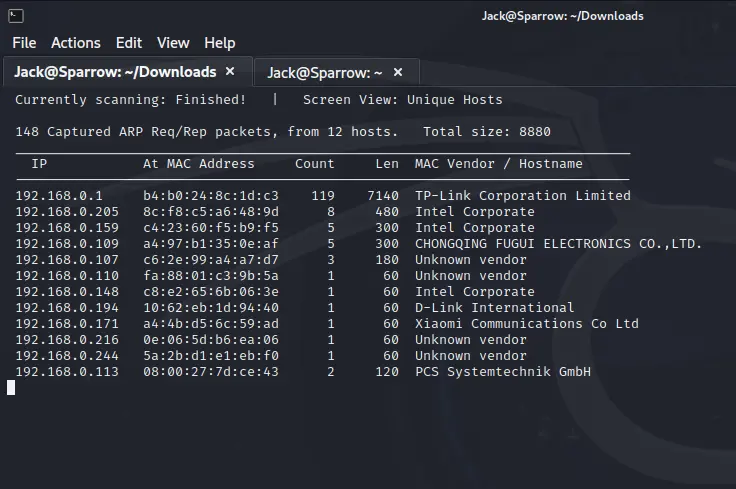 Jack@Sparrow: ~/Downloads
File Actions Edit View Help
Jack@Sparrow: ~/Downloads × Jack@Sparrow: ~ ×
Currently scanning: Finished! | Screen View: Unique Hosts
148 Captured ARP Req/Rep packets, from 12 hosts. Total size: 8880
IP At MAC Address Count Len MAC Vendor / Hostname
192.168.0.1 b4:b0:24:8c:1d:c3 119 7140 TP-Link Corporation Limited
192.168.0.205 8c:f8:c5:a6:48:9d 8 480 Intel Corporate
192.168.0.159 c4:23:60:f5:b9:f5 5 300 Intel Corporate
192.168.0.109 a4:97:b1:35:0e:af 5 300 CHONGQING FUGUI ELECTRONICS CO.,LTD.
192.168.0.107 c6:2e:99:a4:a7:d7 3 180 Unknown vendor
192.168.0.110 fa:88:01:c3:9b:5a 1 60 Unknown vendor
192.168.0.148 c8:e2:65:6b:06:3e 1 60 Intel Corporate
192.168.0.194 10:62:eb:1d:94:40 1 60 D-Link International
192.168.0.171 a4:4b:d5:6c:59:ad 1 60 Xiaomi Communications Co Ltd
192.168.0.216 0e:06:5d:b6:ea:06 1 60 Unknown vendor
192.168.0.244 5a:2b:d1:e1:eb:f0 1 60 Unknown vendor
192.168.0.113 08:00:27:7d:ce:43 2 120 PCS Systemtechnik GmbH